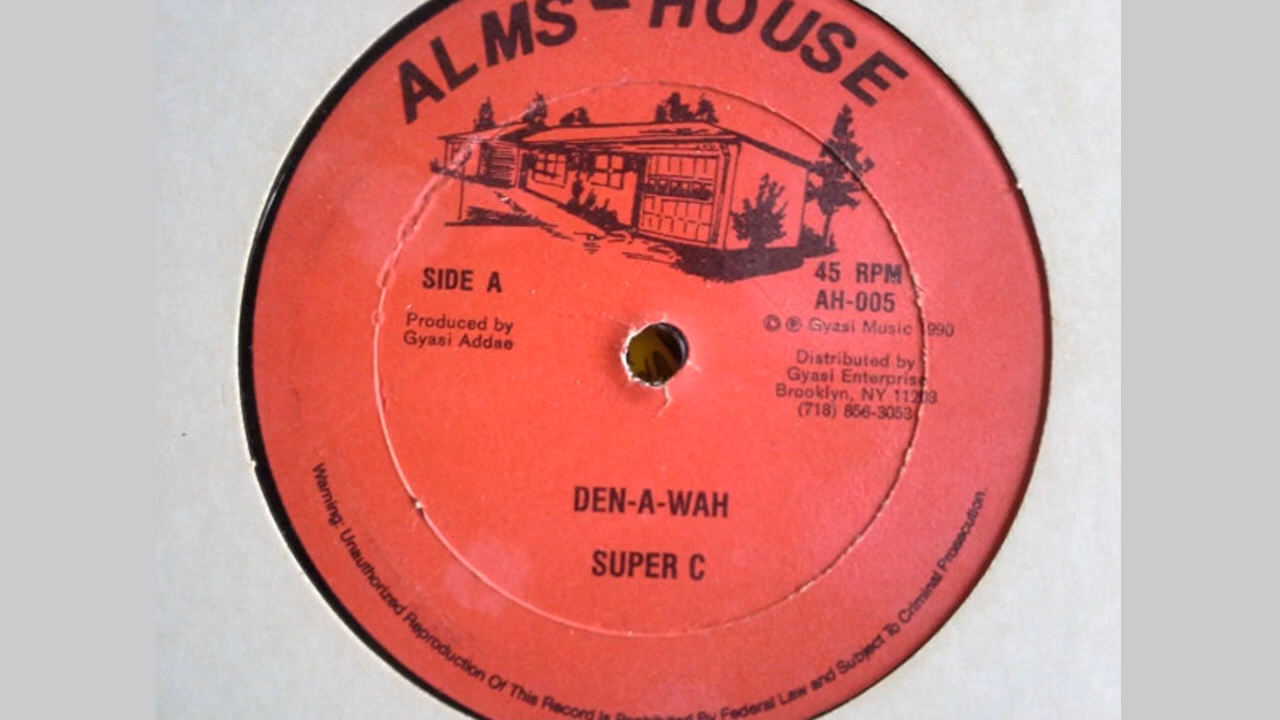 ALMS-HOUSE
SIDE A
Produced by
Gyasi Addae
45 RPM
AH-005
© ℗ Gyasi Music 1990
Distributed by
Gyasi Enterprise
Brooklyn, NY 11203
(718) 856-3053
DEN-A-WAH
SUPER C
Warning: Unauthorized Reproduction Of This Record is Prohibited By Federal Law and Subject To Criminal Prosecution.